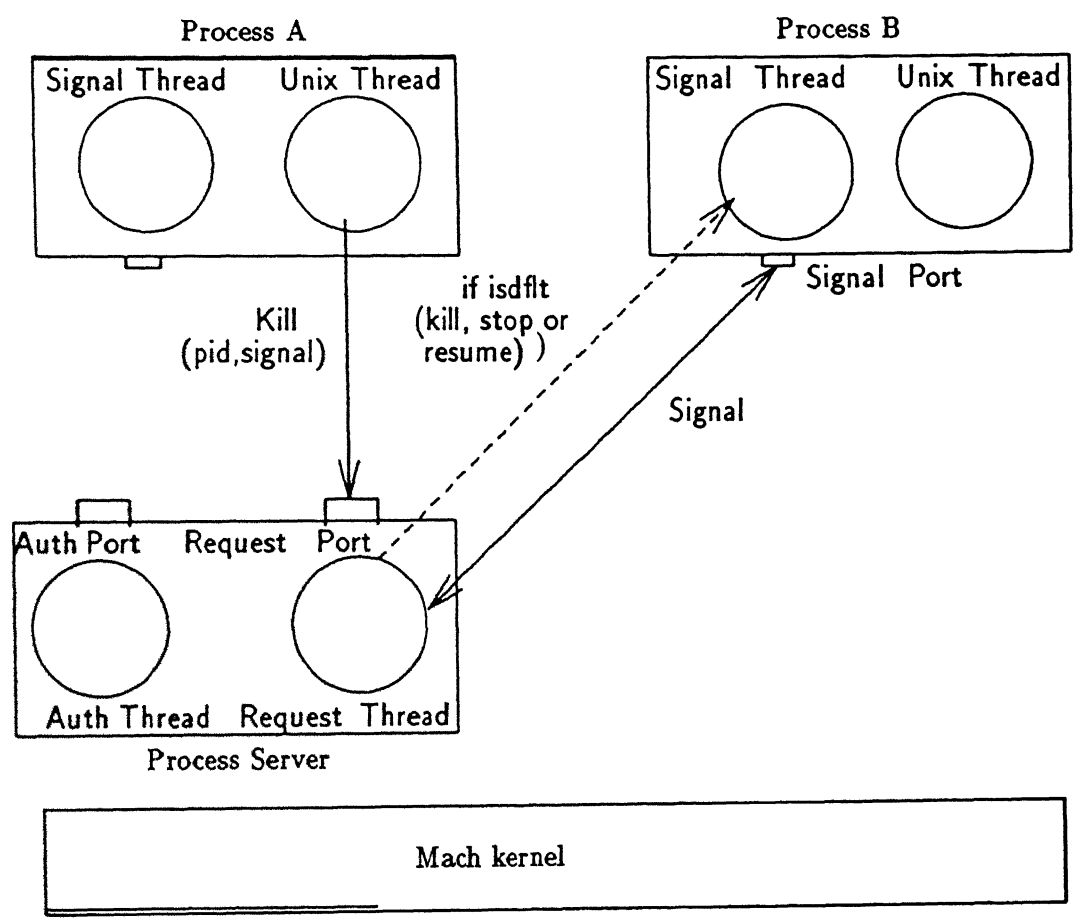 Process A
Process B
Signal Thread
Unix Thread
Signal Thread
Unix Thread
Signal Port
Kill
(pid,signal)
if isdflt
(kill, stop or
resume) )
Signal
Auth Port
Request Port
Auth Thread
Request Thread
Process Server
Mach kernel